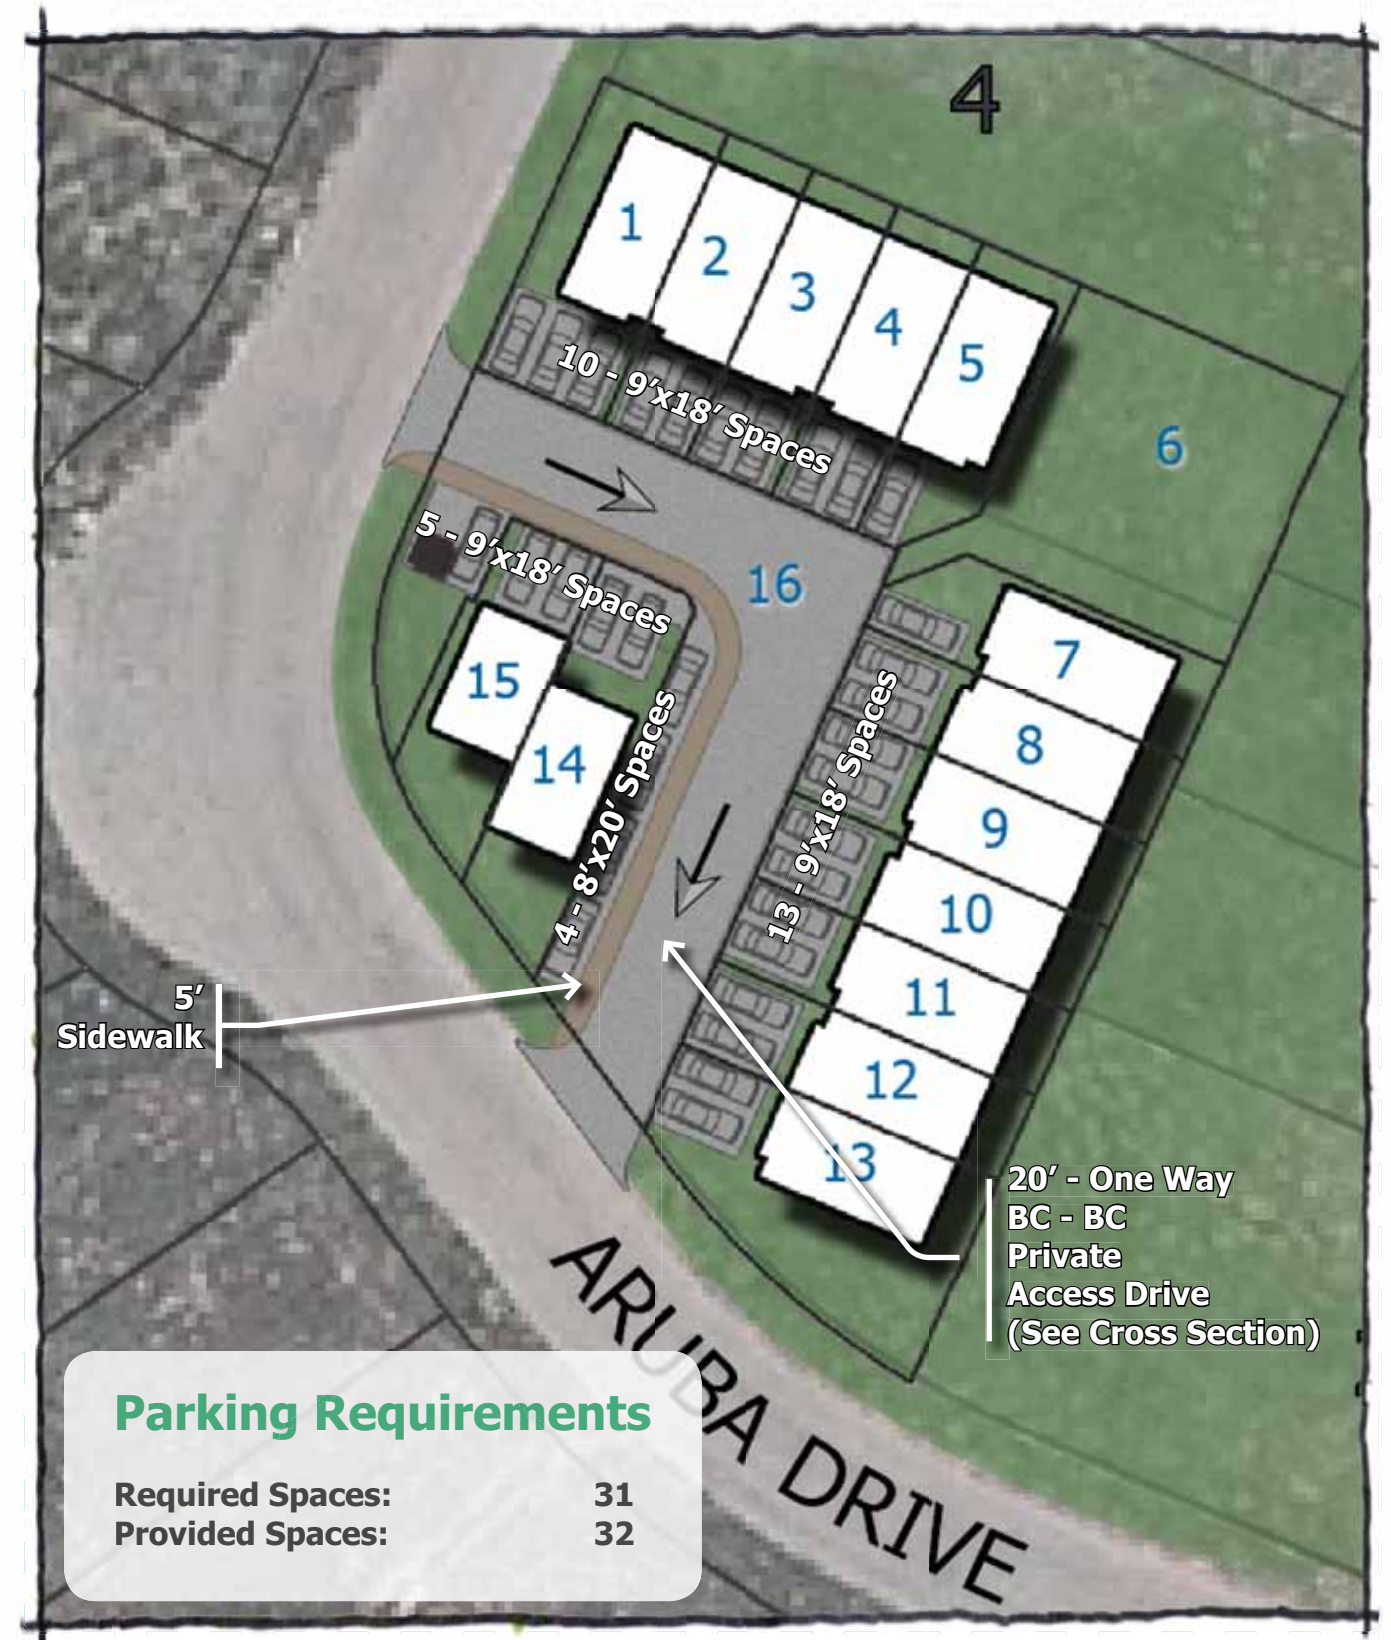 4
1
2
3
4
5
10 - 9’x18’ Spaces
6
5 - 9’x18’ Spaces
16
7
15
8
14
4 - 8’x20’ Spaces
13 - 9’x18’ Spaces
9
10
11
5’
Sidewalk
12
13
20’ - One Way
BC - BC
Private
Access Drive
(See Cross Section)
ARUBA DRIVE
Parking Requirements
Required Spaces: 31
Provided Spaces: 32